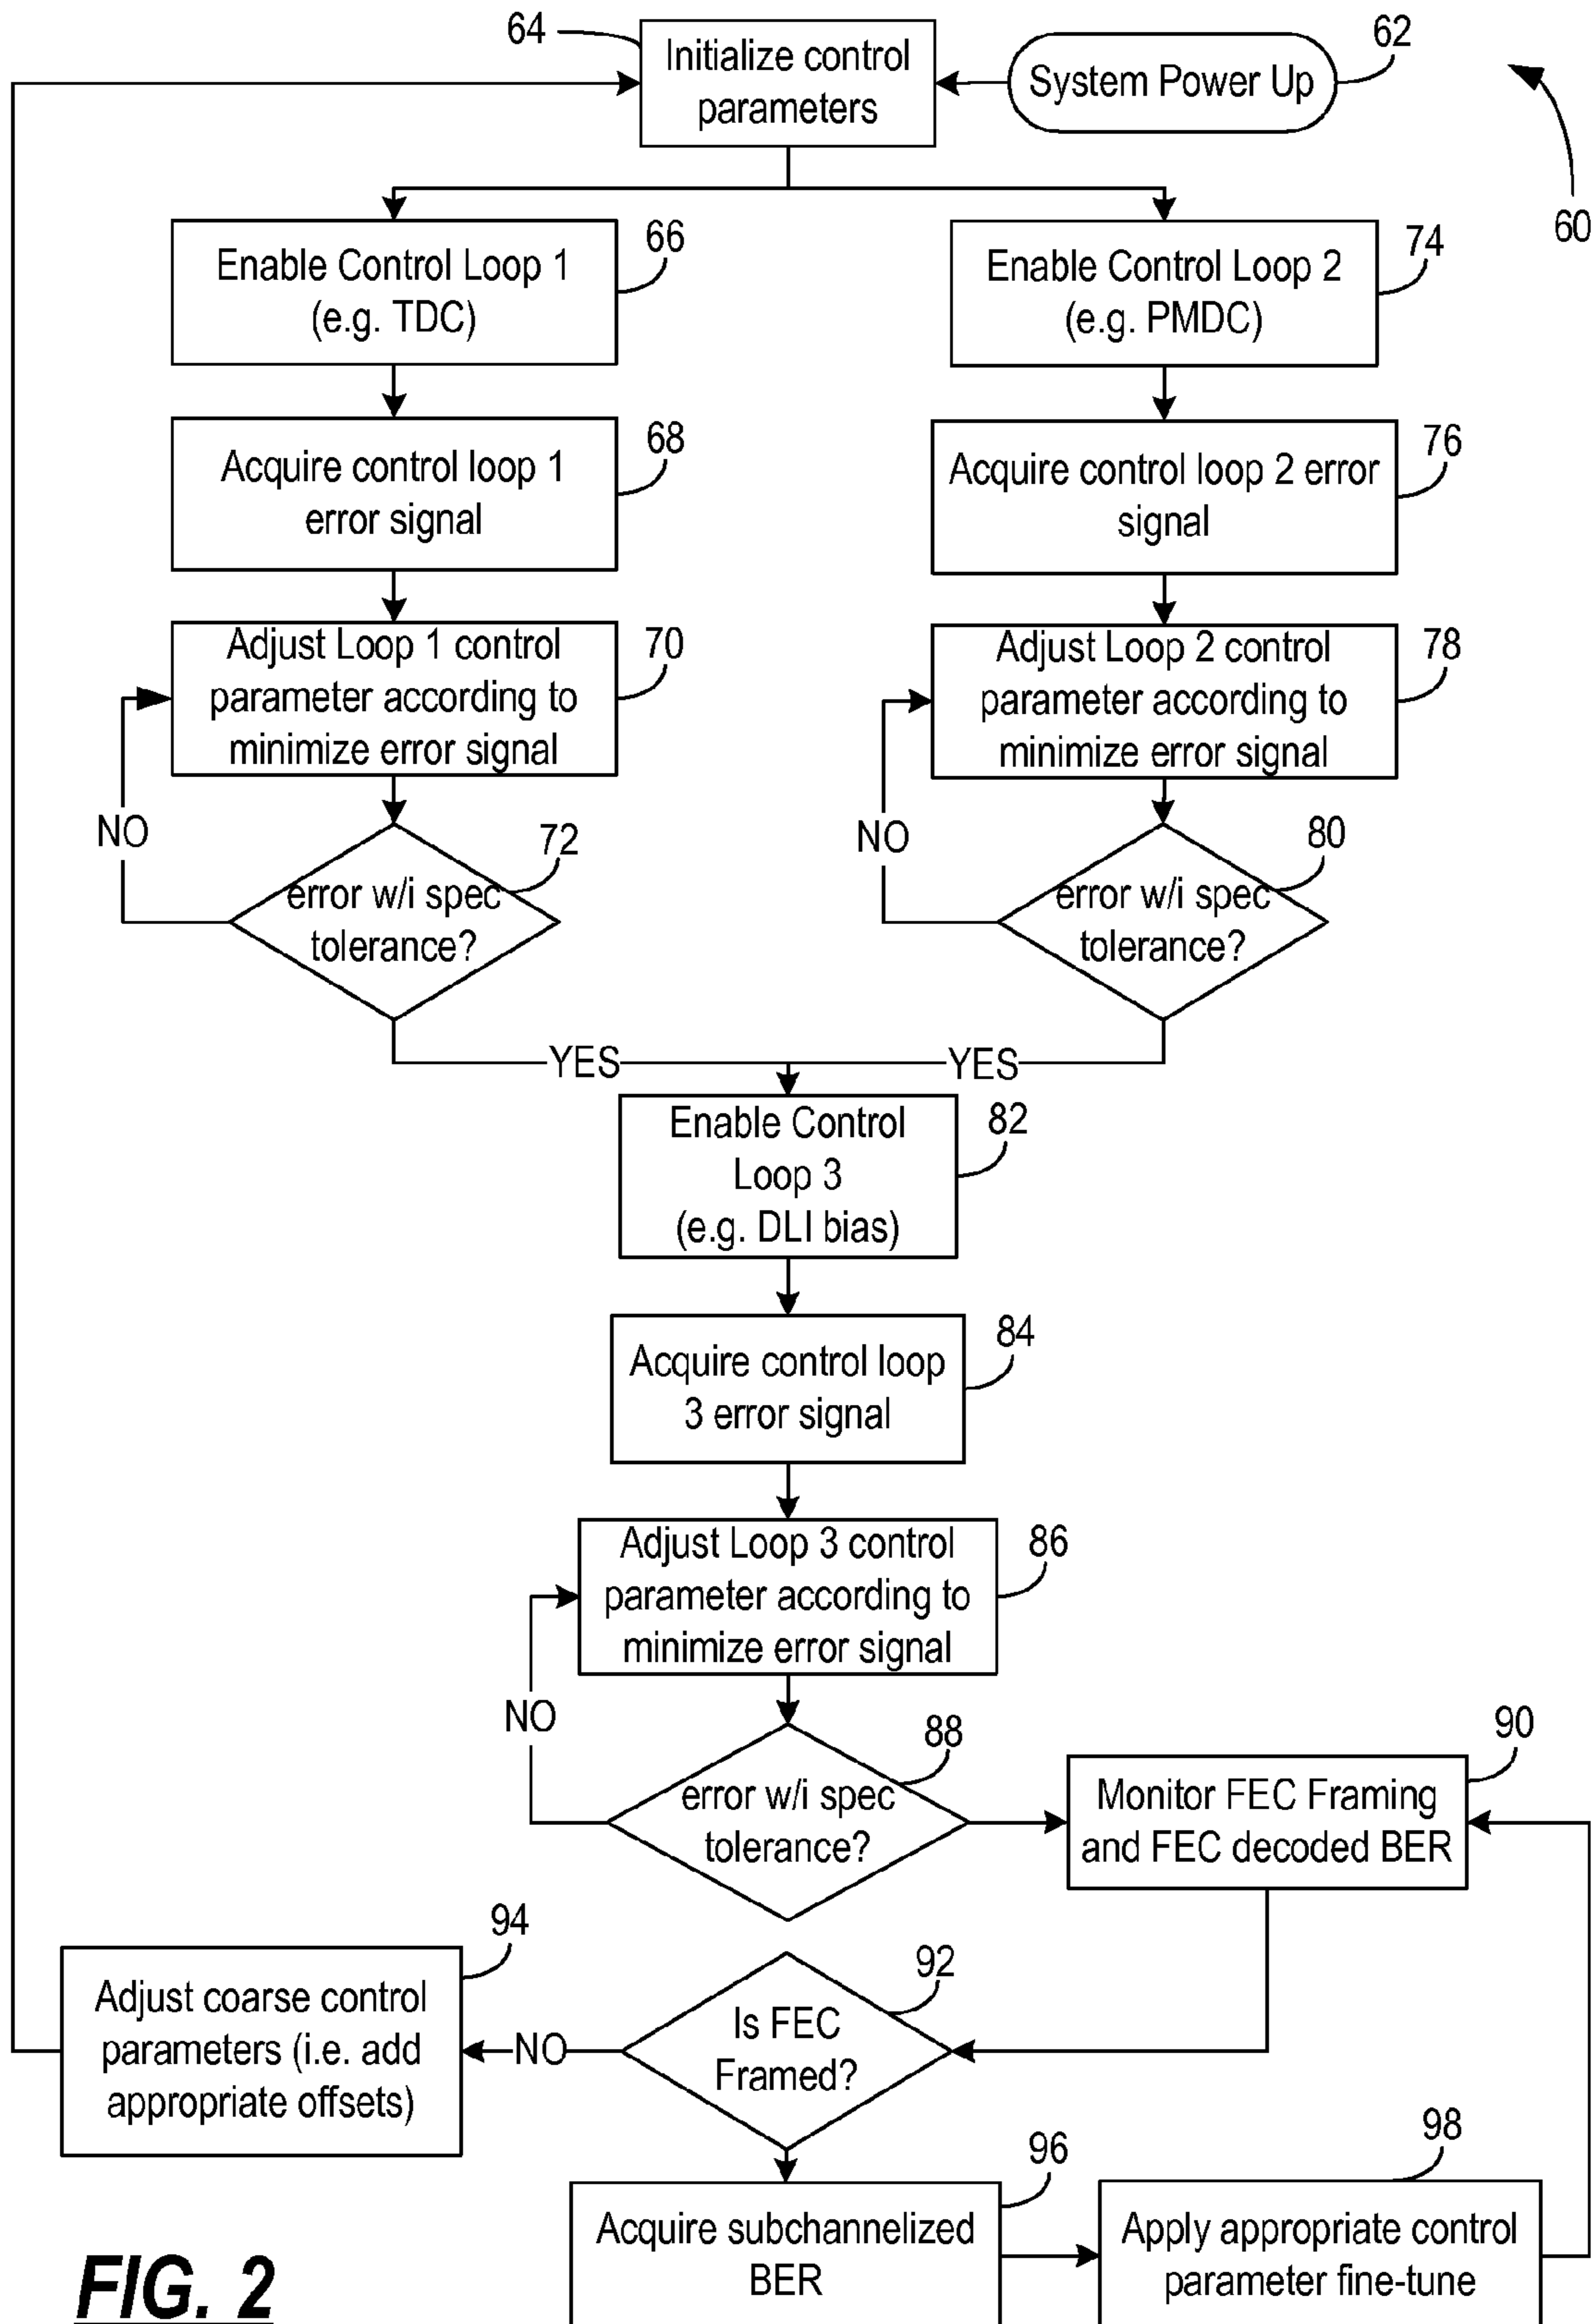 64
Initialize control
parameters
System Power Up
62
60
Enable Control Loop 1
(e.g. TDC)
66
Enable Control Loop 2
(e.g. PMDC)
74
Acquire control loop 1
error signal
68
Acquire control loop 2 error
signal
76
Adjust Loop 1 control
parameter according to
minimize error signal
70
Adjust Loop 2 control
parameter according to
minimize error signal
78
NO
error w/i spec
tolerance?
72
NO
error w/i spec
tolerance?
80
YES
YES
Enable Control
Loop 3
(e.g. DLI bias)
82
Acquire control loop
3 error signal
84
Adjust Loop 3 control
parameter according to
minimize error signal
86
NO
error w/i spec
tolerance?
88
Monitor FEC Framing
and FEC decoded BER
90
Is FEC
Framed?
92
NO
Adjust coarse control
parameters (i.e. add
appropriate offsets)
94
Acquire subchannelized
BER
96
Apply appropriate control
parameter fine-tune
98
FIG. 2